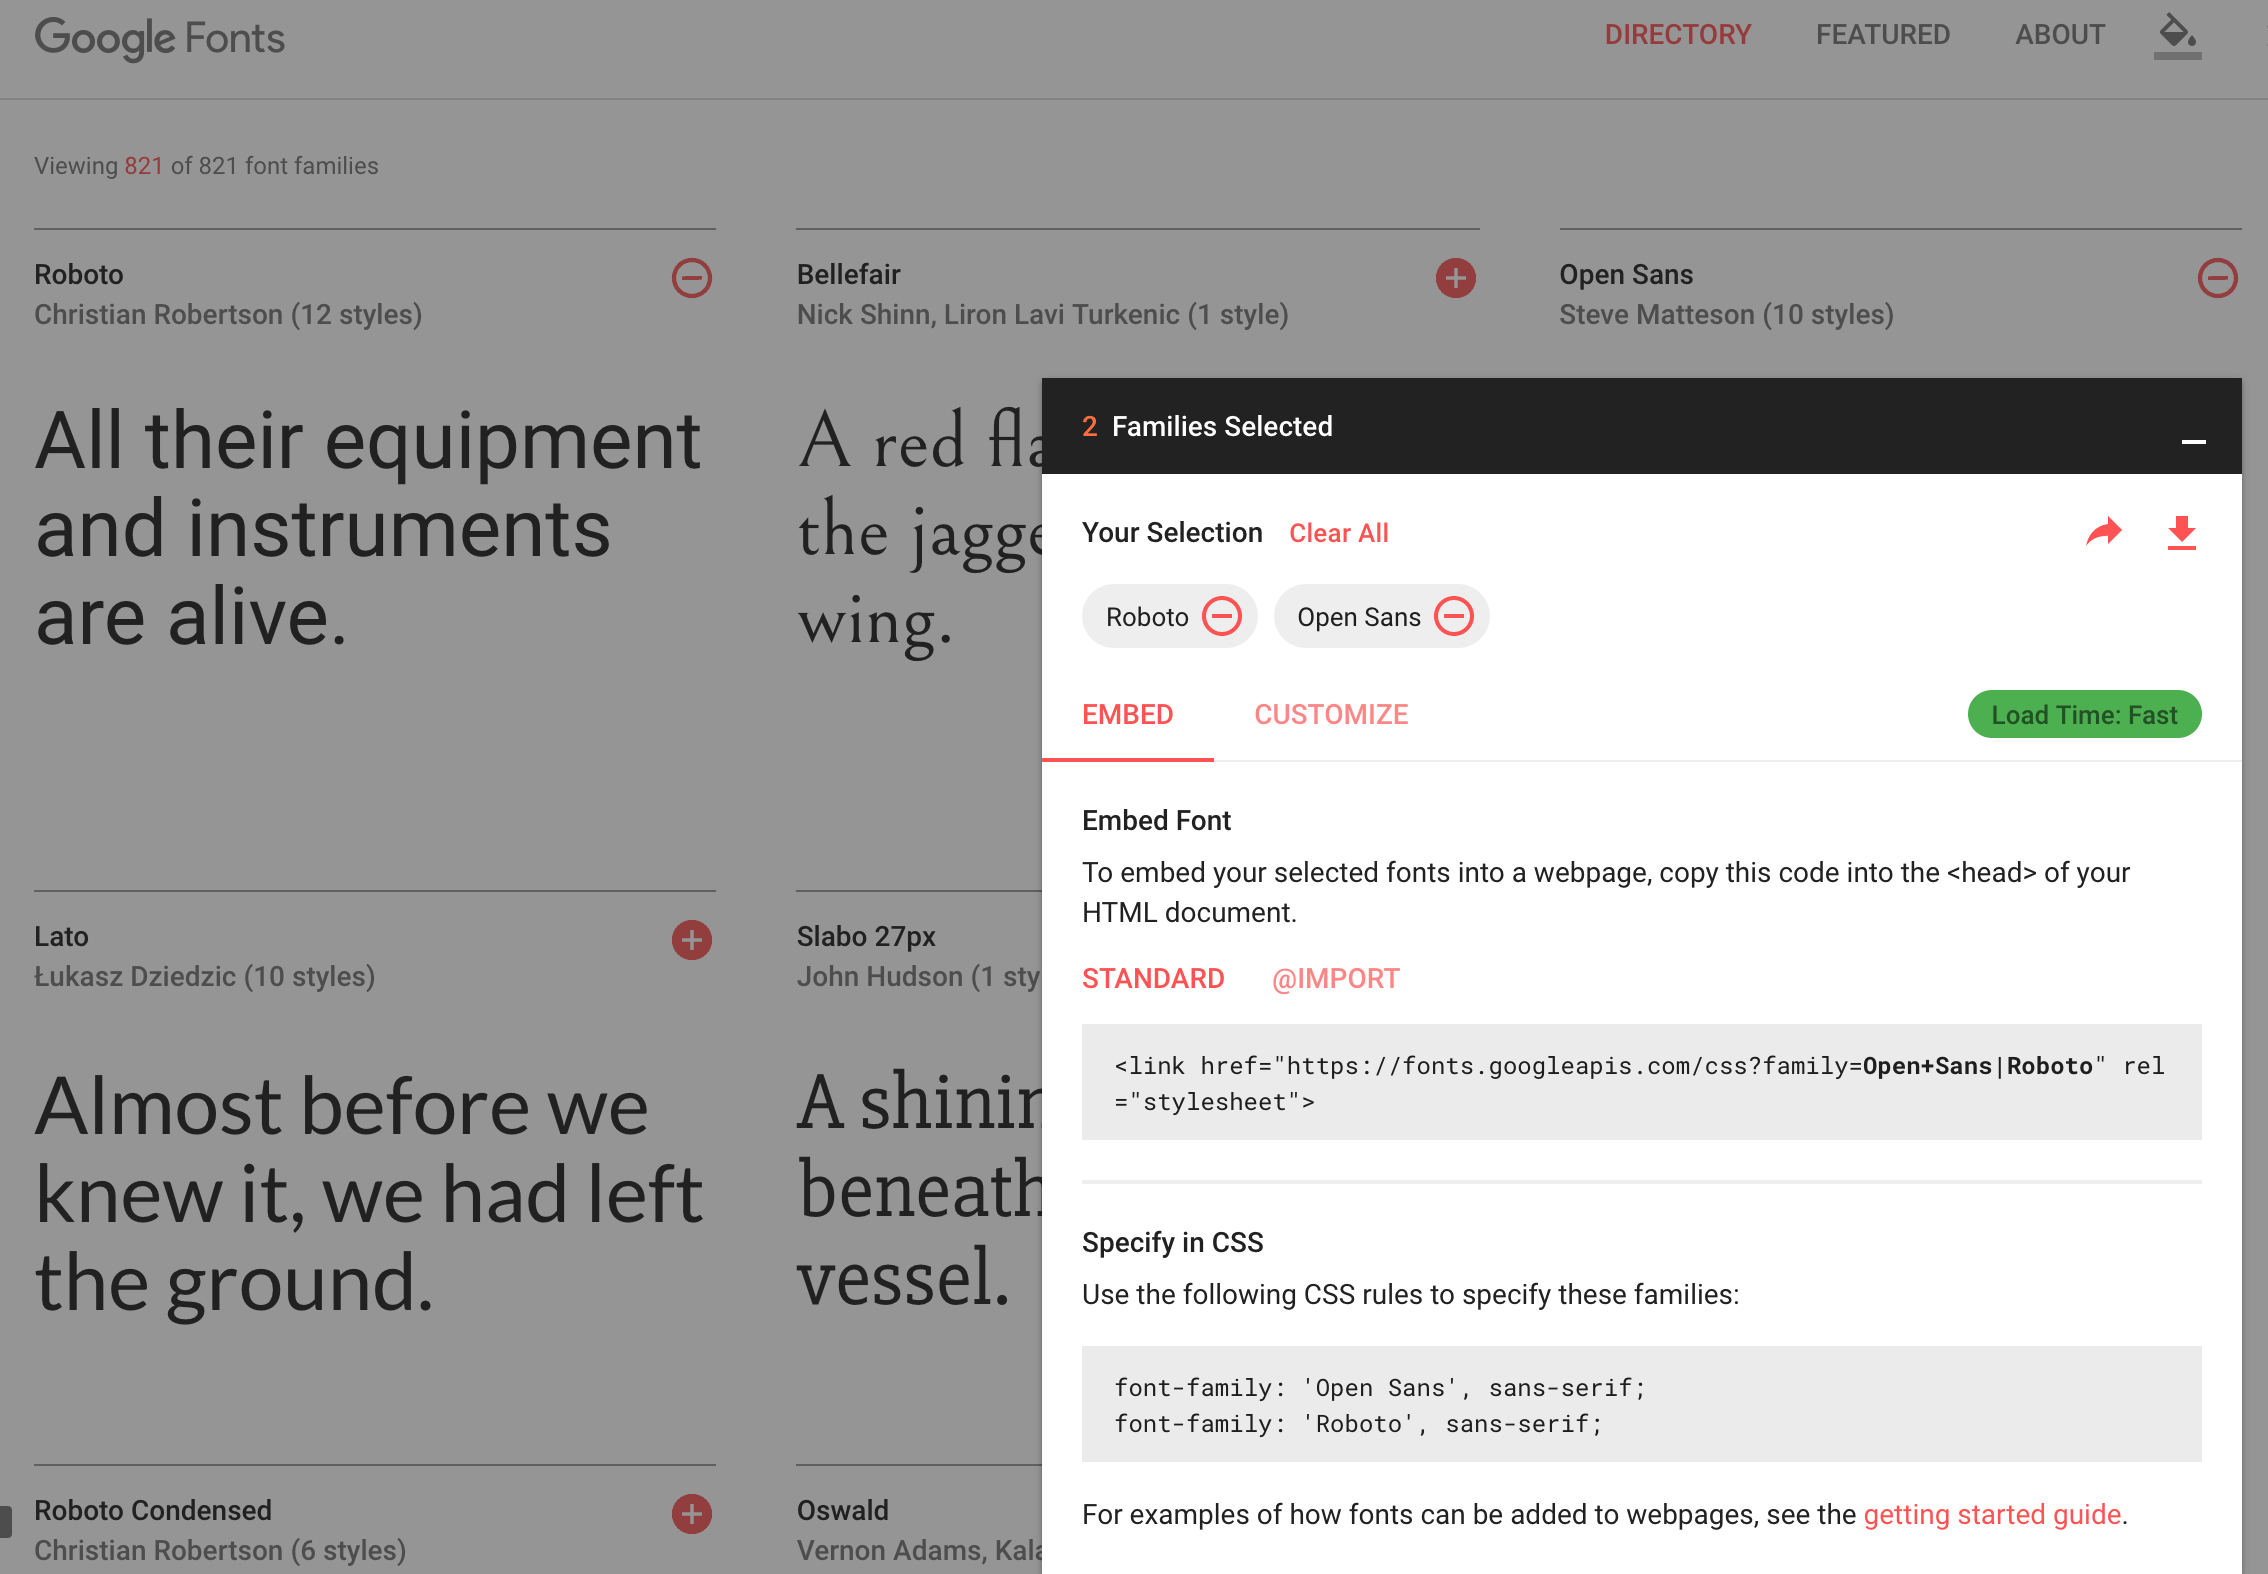 Google Fonts
DIRECTORY
FEATURED
ABOUT
Viewing 821 of 821 font families
Roboto
Christian Robertson (12 styles)
All their equipment
and instruments
are alive.
Bellefair
Nick Shinn, Liron Lavi Turkenic (1 style)
A red fla
the jagge
wing.
Open Sans
Steve Matteson (10 styles)
Lato
Łukasz Dziedzic (10 styles)
Almost before we
knew it, we had left
the ground.
Slabo 27px
John Hudson (1 sty
A shinin
beneath
vessel.
Roboto Condensed
Christian Robertson (6 styles)
Oswald
Vernon Adams, Kala
2 Families Selected
Your Selection Clear All
Roboto
Open Sans
EMBED
CUSTOMIZE
Load Time: Fast
Embed Font
To embed your selected fonts into a webpage, copy this code into the <head> of your
HTML document.
STANDARD
@IMPORT
<link href="https://fonts.googleapis.com/css?family=Open+Sans|Roboto" rel
="stylesheet">
Specify in CSS
Use the following CSS rules to specify these families:
font-family: 'Open Sans', sans-serif;
font-family: 'Roboto', sans-serif;
For examples of how fonts can be added to webpages, see the getting started guide.